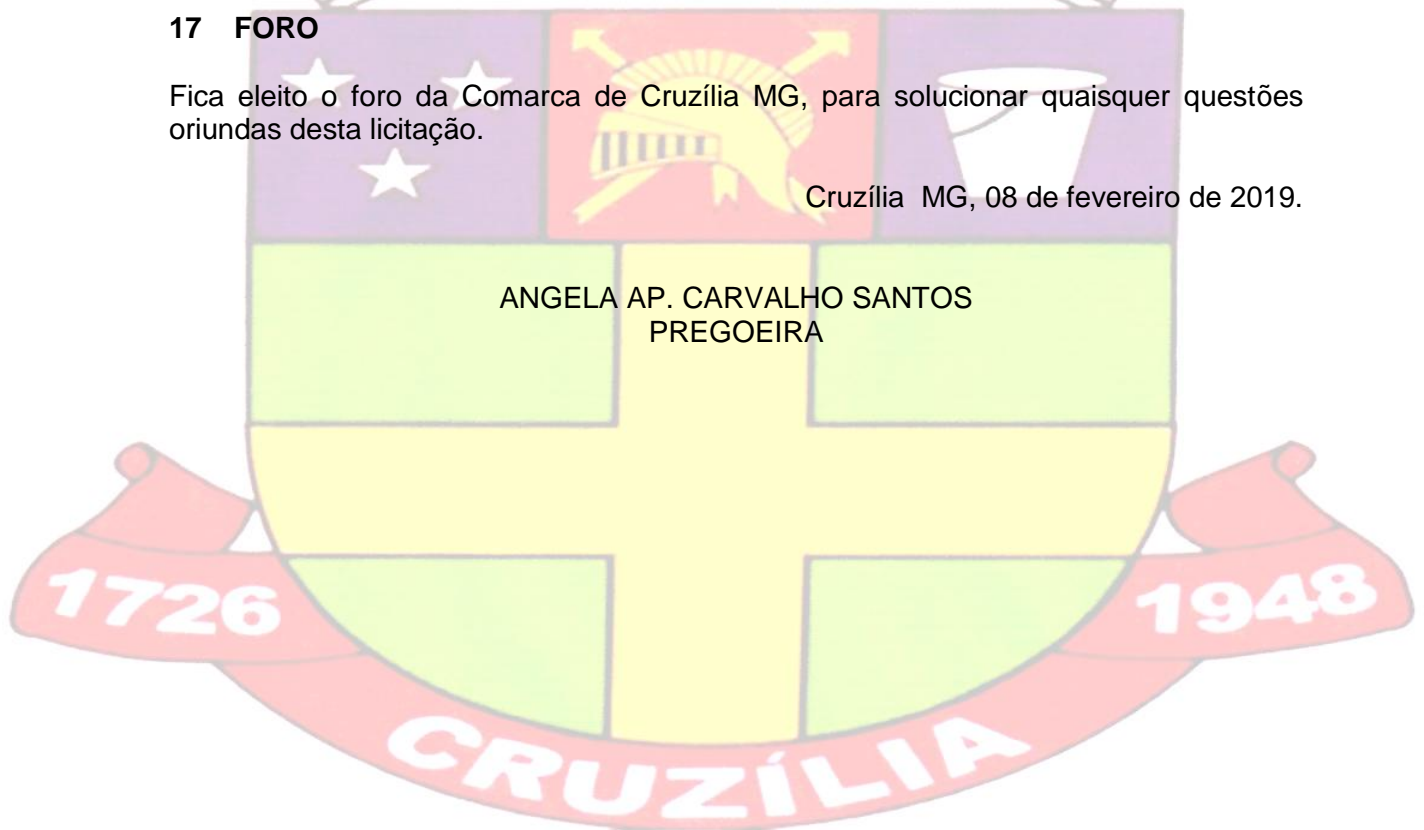 17 FORO
Fica eleito o foro da Comarca de Cruzília MG, para solucionar quaisquer questões
oriundas desta licitação.
Cruzília MG, 08 de fevereiro de 2019.
ANGELA AP. CARVALHO SANTOS
PREGOEIRA
1726
1948
CRUZÍLIA